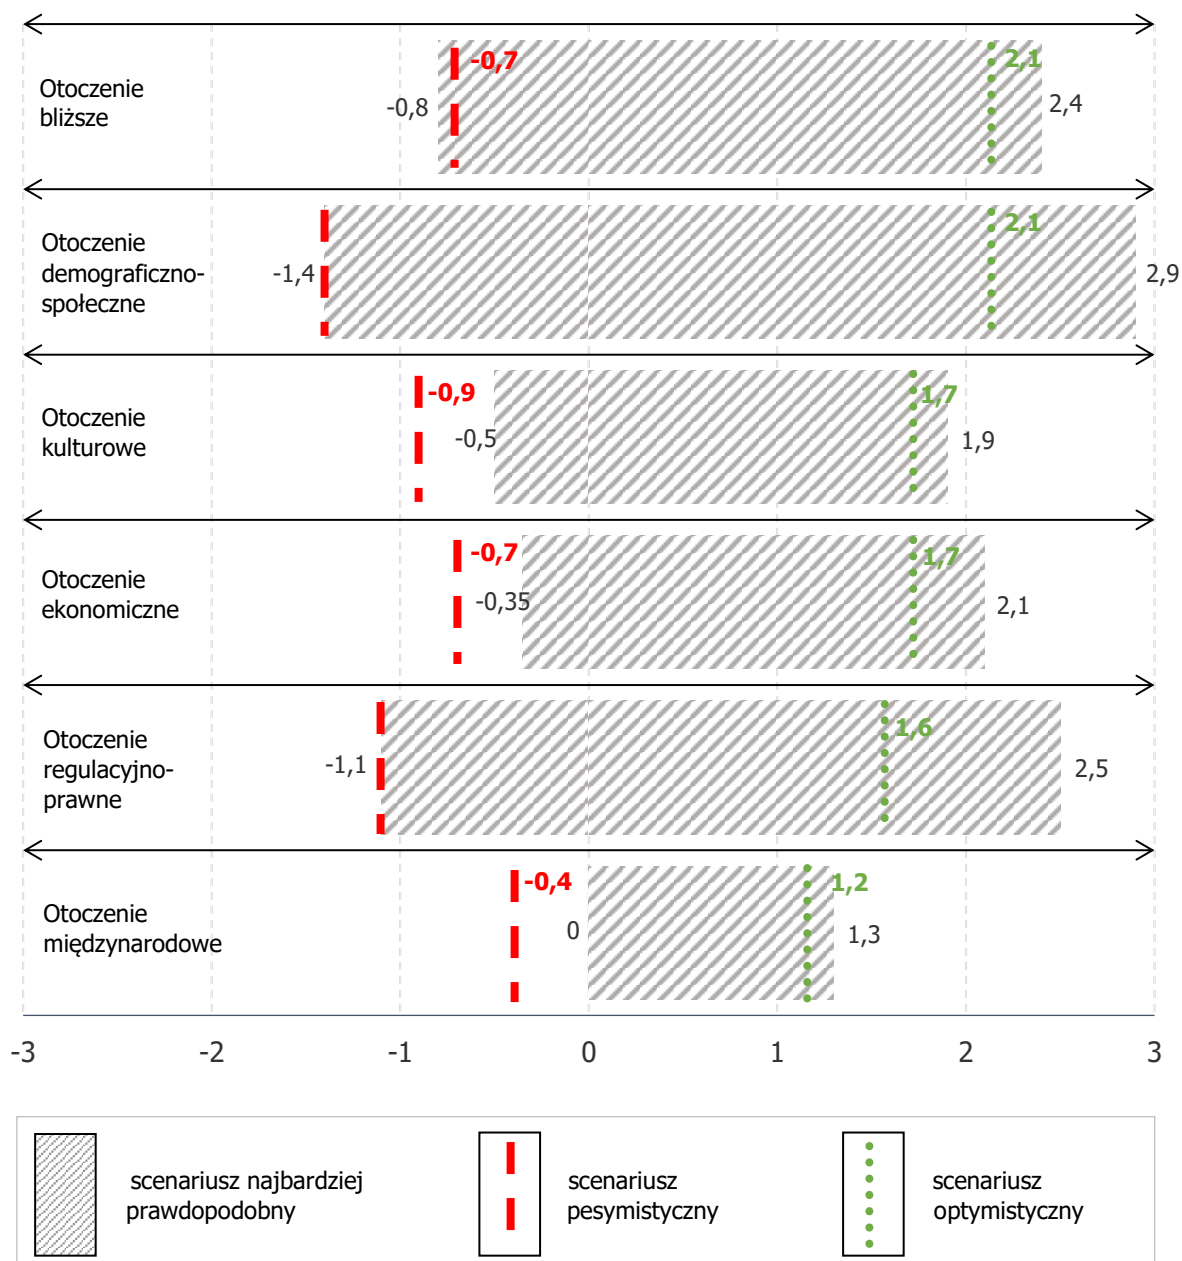 -0,7
2,1
Otoczenie
bliższe
-0,8
2,4
2,1
Otoczenie
demograficzno-
społeczne
-1,4
2,9
-0,9
1,7
Otoczenie
kulturowe
-0,5
1,9
-0,7
1,7
Otoczenie
ekonomiczne
-0,35
2,1
1,6
Otoczenie
regulacyjno-
prawne
-1,1
2,5
-0,4
1,2
Otoczenie
międzynarodowe
0
1,3
-3 -2 -1 0 1 2 3
scenariusz najbardziej
prawdopodobny
scenariusz
pesymistyczny
scenariusz
optymistyczny